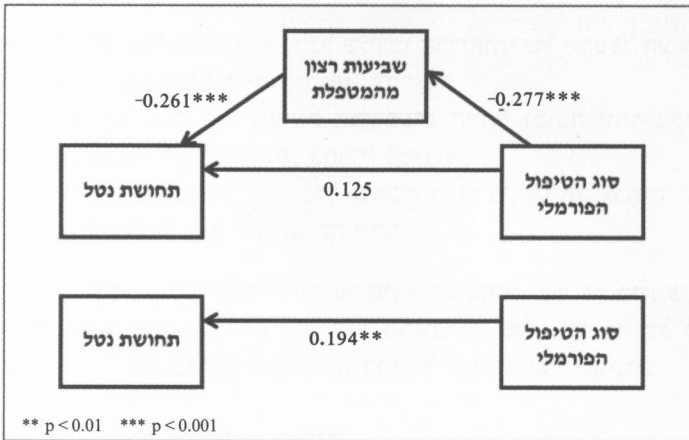 שביעות רצון
מהמטפלת
-0.261***
-0.277***
סוג הטיפול
הפורמלי
תחושת נטל
0.125
סוג הטיפול
הפורמלי
תחושת נטל
0.194**
** p < 0.01 *** p < 0.001